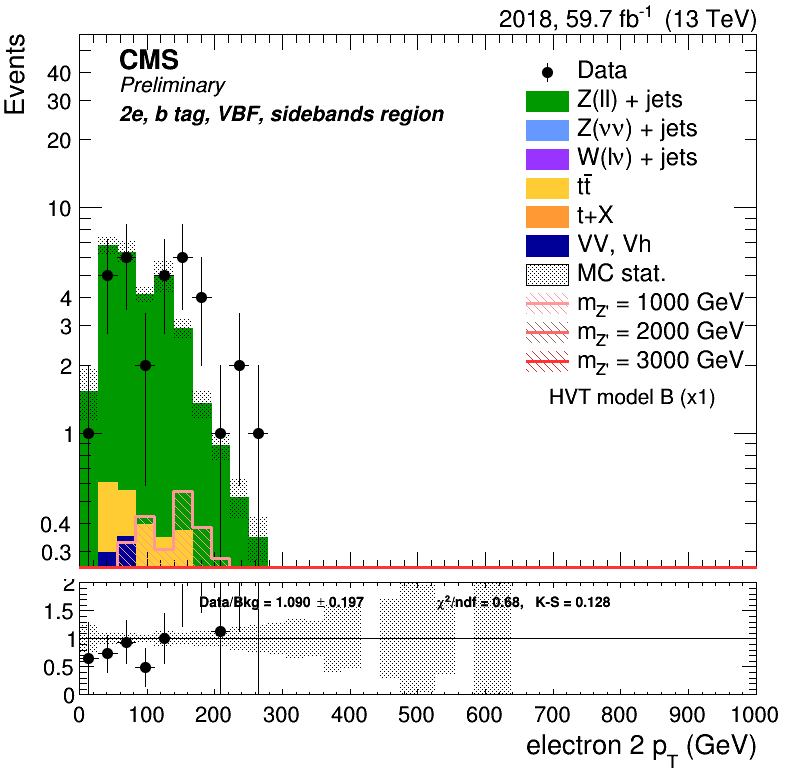 2018, 59.7 fb⁻¹ (13 TeV)
Events
CMS
Preliminary
2e, b tag, VBF, sidebands region
Data
Z(ll) + jets
Z(νν) + jets
W(lν) + jets
tt̄
t+X
VV, Vh
MC stat.
m_Z' = 1000 GeV
m_Z' = 2000 GeV
m_Z' = 3000 GeV
HVT model B (x1)
40
30
20
10
4
3
2
1
0.4
0.3
Data/Bkg = 1.090 ± 0.197
χ²/ndf = 0.68, K-S = 0.128
2
1.5
1
0.5
0
0 100 200 300 400 500 600 700 800 900 1000
electron 2 p_T (GeV)